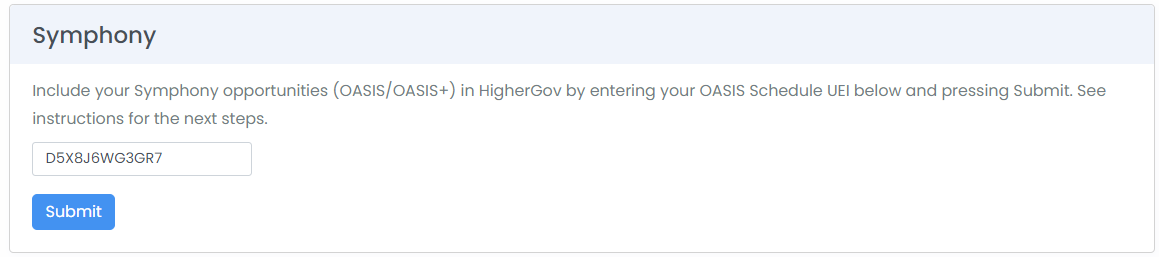 Symphony
Include your Symphony opportunities (OASIS/OASIS+) in HigherGov by entering your OASIS Schedule UEI below and pressing Submit. See
instructions for the next steps.
D5X8J6WG3GR7
Submit